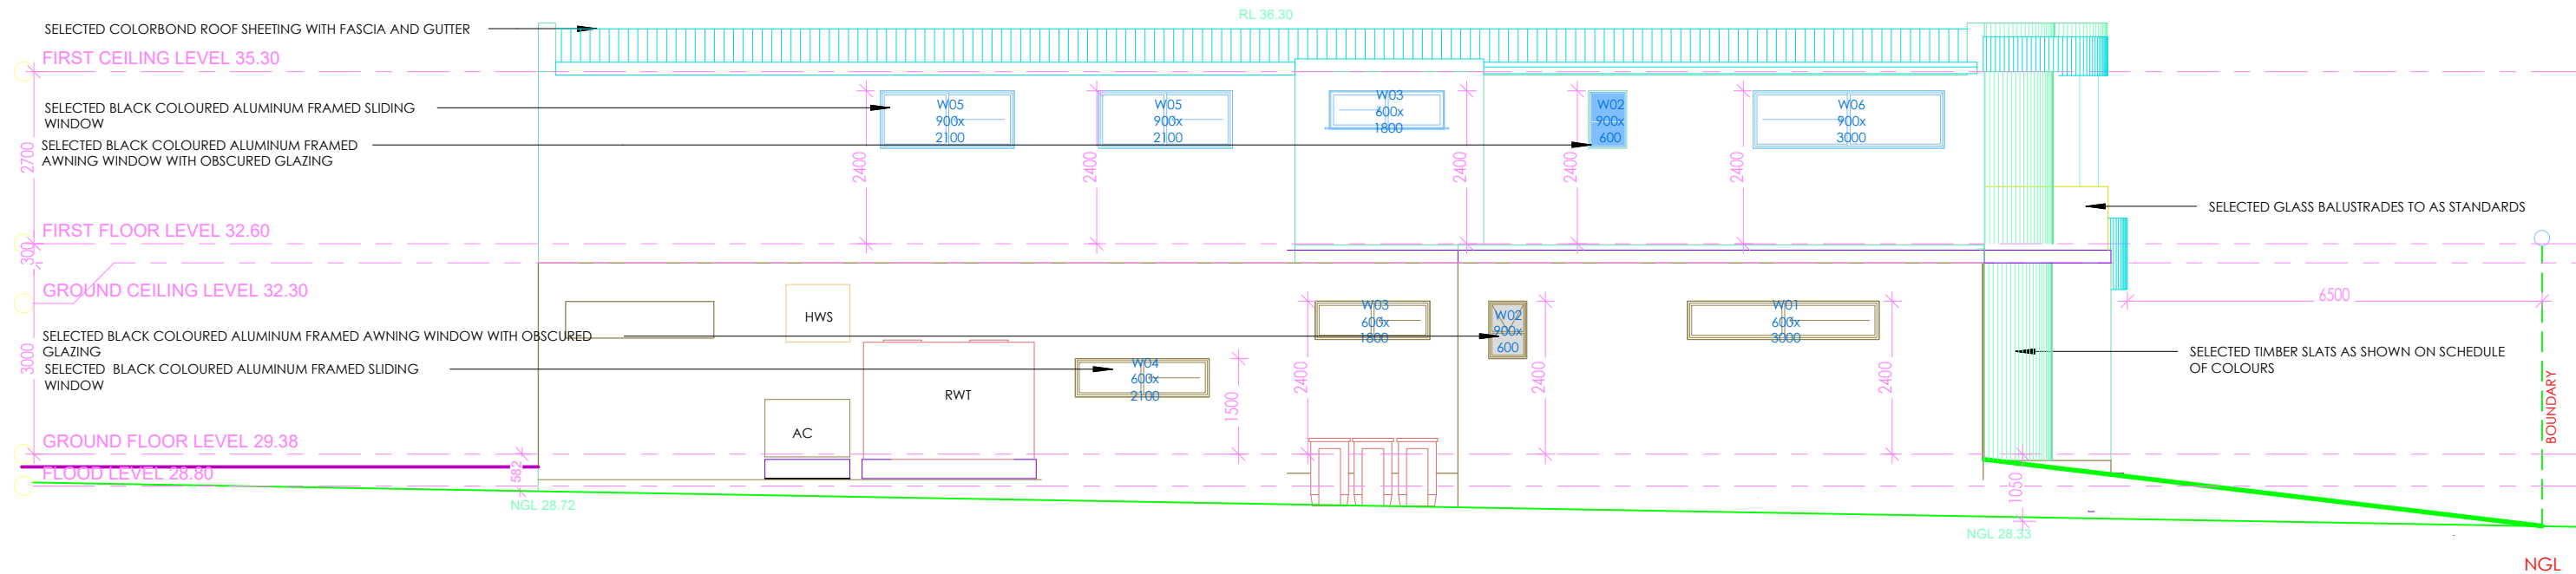 RL 36.30
SELECTED COLORBOND ROOF SHEETING WITH FASCIA AND GUTTER
FIRST CEILING LEVEL 35.30
SELECTED BLACK COLOURED ALUMINUM FRAMED SLIDING
WINDOW
SELECTED BLACK COLOURED ALUMINUM FRAMED
AWNING WINDOW WITH OBSCURED GLAZING
2700
W05
900x
2100
W05
900x
2100
W03
600x
1800
W02
900x
600
W06
900x
3000
2400
2400
2400
2400
2400
SELECTED GLASS BALUSTRADES TO AS STANDARDS
FIRST FLOOR LEVEL 32.60
300
GROUND CEILING LEVEL 32.30
6500
HWS
W03
600x
1800
W02
900x
600
W01
600x
3000
SELECTED BLACK COLOURED ALUMINUM FRAMED AWNING WINDOW WITH OBSCURED
GLAZING
SELECTED BLACK COLOURED ALUMINUM FRAMED SLIDING
WINDOW
3000
W04
600x
2100
RWT
AC
1500
2400
2400
2400
SELECTED TIMBER SLATS AS SHOWN ON SCHEDULE
OF COLOURS
BOUNDARY
GROUND FLOOR LEVEL 29.38
FLOOD LEVEL 28.80
582
1050
NGL 28.72
NGL 28.33
NGL